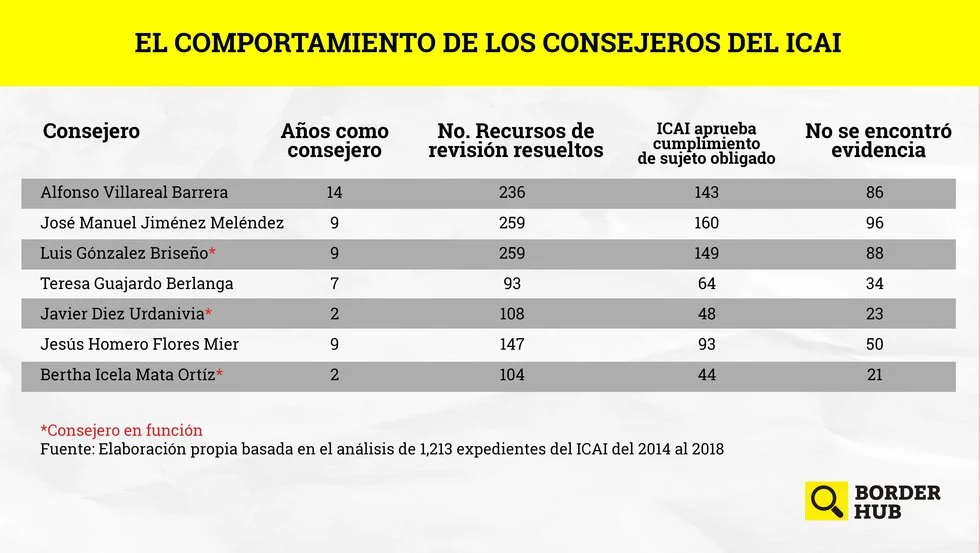 EL COMPORTAMIENTO DE LOS CONSEJEROS DEL ICAI
Consejero
Años como
consejero
No. Recursos de
revisión resueltos
ICAI aprueba
cumplimiento
de sujeto obligado
No se encontró
evidencia
Alfonso Villareal Barrera 14 236 143 86
José Manuel Jiménez Meléndez 9 259 160 96
Luis Gónzalez Briseño* 9 259 149 88
Teresa Guajardo Berlanga 7 93 64 34
Javier Diez Urdanivia* 2 108 48 23
Jesús Homero Flores Mier 9 147 93 50
Bertha Icela Mata Ortíz* 2 104 44 21
*Consejero en función
Fuente: Elaboración propia basada en el análisis de 1,213 expedientes del ICAI del 2014 al 2018
BORDER
HUB